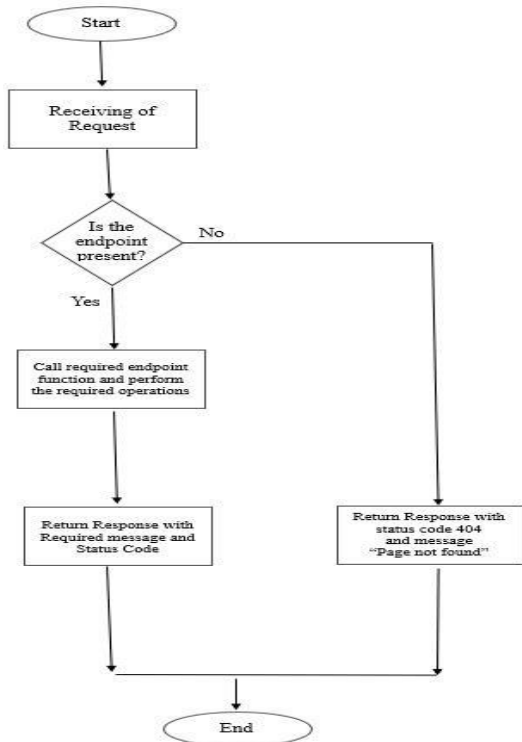 Start
Receiving of
Request
Is the
endpoint
present?
No
Yes
Call required endpoint
function and perform
the required operations
Return Response with
Required message and
Status Code
Return Response with
status code 404
and message
“Page not found”
End